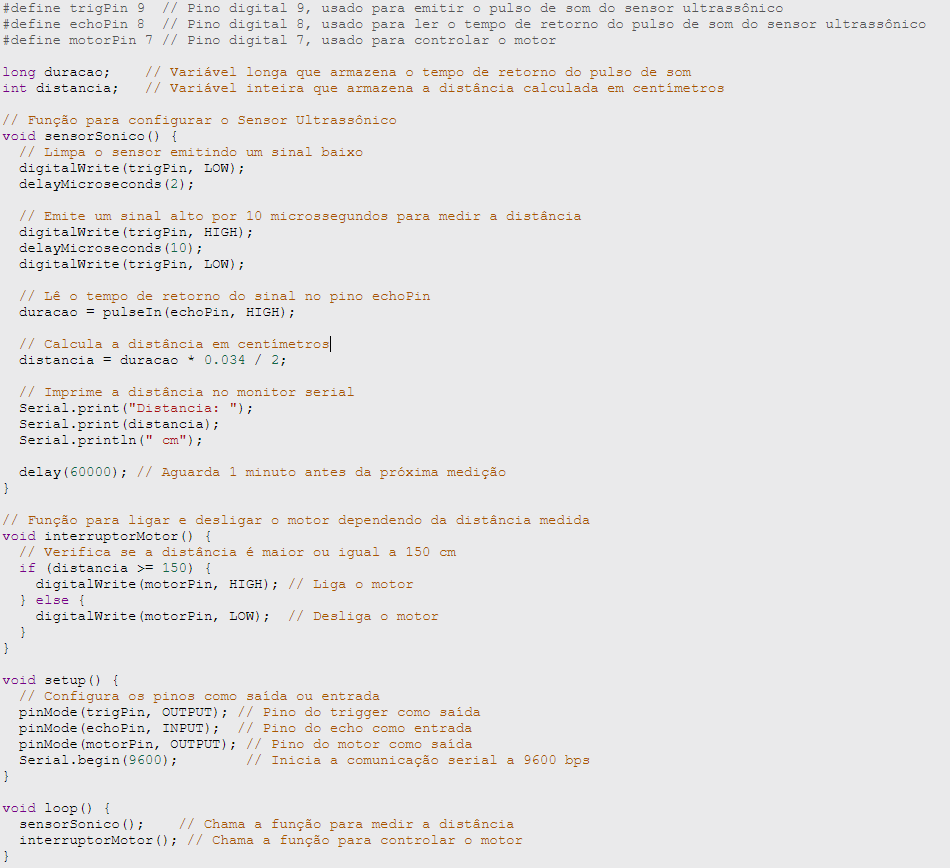 #define trigPin 9  // Pino digital 9, usado para emitir o pulso de som do sensor ultrassônico
#define echoPin 8  // Pino digital 8, usado para ler o tempo de retorno do pulso de som do sensor ultrassônico
#define motorPin 7 // Pino digital 7, usado para controlar o motor

long duracao;    // Variável longa que armazena o tempo de retorno do pulso de som
int distancia;   // Variável inteira que armazena a distância calculada em centímetros

// Função para configurar o Sensor Ultrassônico
void sensorSonico() {
  // Limpa o sensor emitindo um sinal baixo
  digitalWrite(trigPin, LOW);
  delayMicroseconds(2);

  // Emite um sinal alto por 10 microssegundos para medir a distância
  digitalWrite(trigPin, HIGH);
  delayMicroseconds(10);
  digitalWrite(trigPin, LOW);

  // Lê o tempo de retorno do sinal no pino echoPin
  duracao = pulseIn(echoPin, HIGH);

  // Calcula a distância em centímetros
  distancia = duracao * 0.034 / 2;

  // Imprime a distância no monitor serial
  Serial.print("Distancia: ");
  Serial.print(distancia);
  Serial.println(" cm");

  delay(60000); // Aguarda 1 minuto antes da próxima medição
}

// Função para ligar e desligar o motor dependendo da distância medida
void interruptorMotor() {
  // Verifica se a distância é maior ou igual a 150 cm
  if (distancia >= 150) {
    digitalWrite(motorPin, HIGH); // Liga o motor
  } else {
    digitalWrite(motorPin, LOW);  // Desliga o motor
  }
}

void setup() {
  // Configura os pinos como saída ou entrada
  pinMode(trigPin, OUTPUT); // Pino do trigger como saída
  pinMode(echoPin, INPUT);  // Pino do echo como entrada
  pinMode(motorPin, OUTPUT); // Pino do motor como saída
  Serial.begin(9600);        // Inicia a comunicação serial a 9600 bps
}

void loop() {
  sensorSonico();    // Chama a função para medir a distância
  interruptorMotor(); // Chama a função para controlar o motor
}